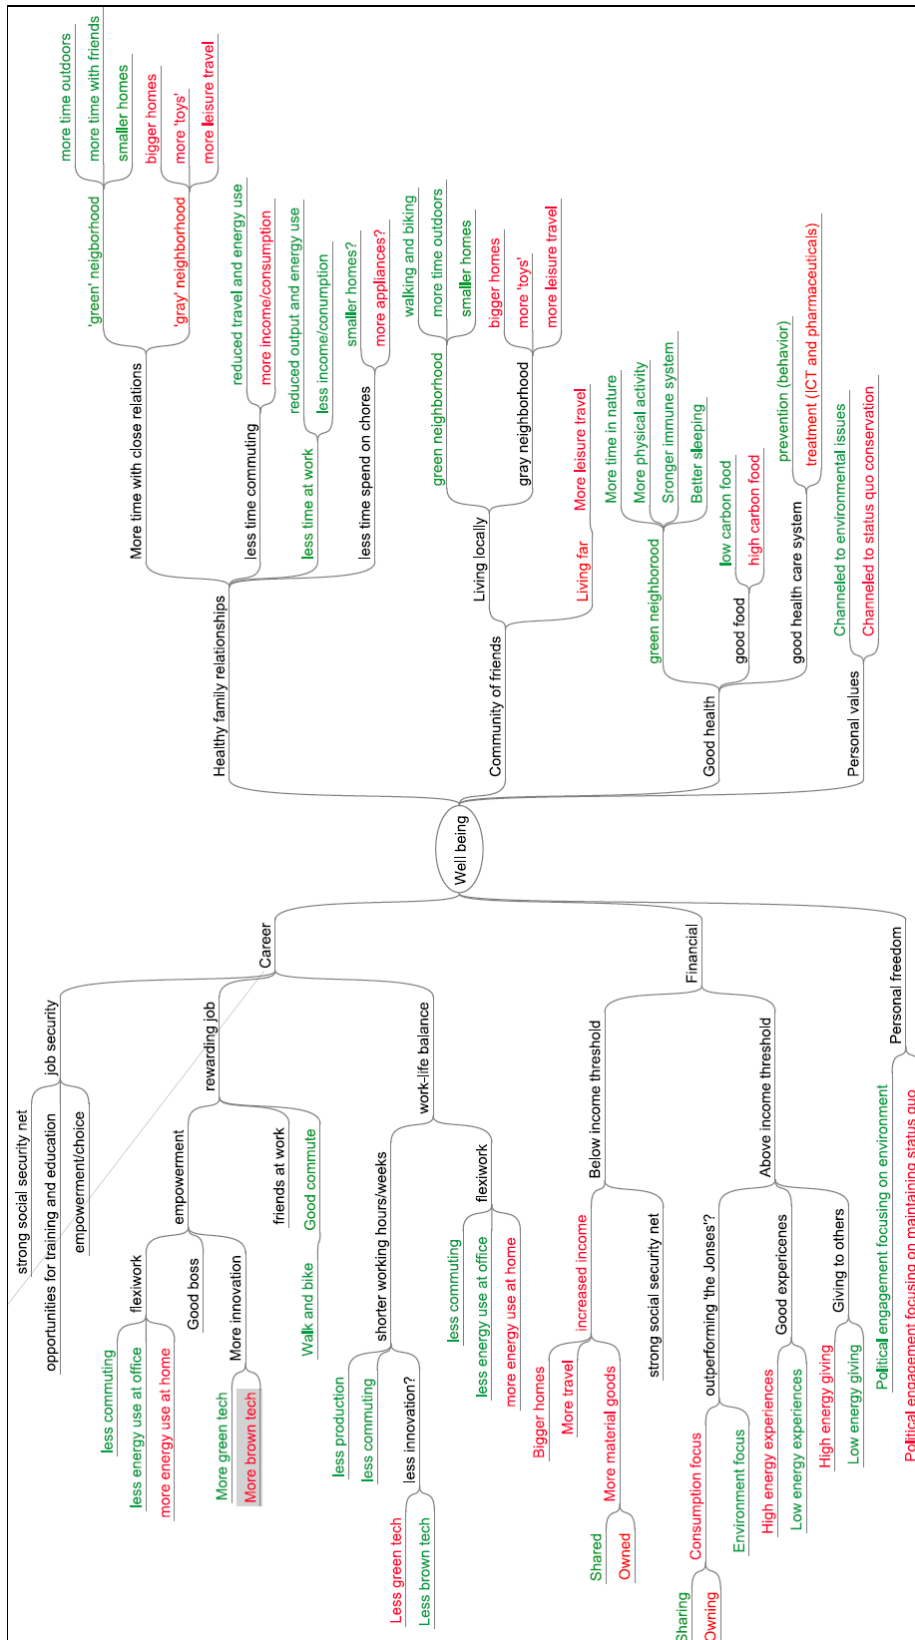 Well being
Career
job security
strong social security net
opportunities for training and education
empowerment/choice
rewarding job
empowerment
flexiwork
less commuting
less energy use at office
more energy use at home
Good boss
More innovation
More green tech
More brown tech
friends at work
Good commute
Walk and bike
work-life balance
shorter working hours/weeks
less production
less commuting
less innovation?
Less green tech
Less brown tech
flexiwork
less commuting
less energy use at office
more energy use at home
Financial
Below income threshold
increased income
Bigger homes
More travel
More material goods
Shared
Owned
strong social security net
Above income threshold
outperforming 'the Jonses'?
Consumption focus
Sharing
Owning
Environment focus
Good expericenes
High energy experiences
Low energy experiences
Giving to others
High energy giving
Low energy giving
Personal freedom
Political engagement focusing on environment
Political engagement focusing on maintaining status quo
Healthy family relationships
More time with close relations
'green' neigborhood
more time outdoors
more time with friends
smaller homes
'gray' neighborhood
bigger homes
more 'toys'
more leisure travel
less time commuting
reduced travel and energy use
more income/consumption
less time at work
reduced output and energy use
less income/conumption
less time spend on chores
smaller homes?
more appliances?
Community of friends
Living locally
green neighborhood
walking and biking
more time outdoors
smaller homes
gray neighborhood
bigger homes
more 'toys'
more leisure travel
Living far
More leisure travel
Good health
green neighborood
More time in nature
More physical activity
Sronger immune system
Better sleeping
good food
low carbon food
high carbon food
good health care system
prevention (behavior)
treatment (ICT and pharmaceuticals)
Personal values
Channeled to environmental issues
Channeled to status quo conservation